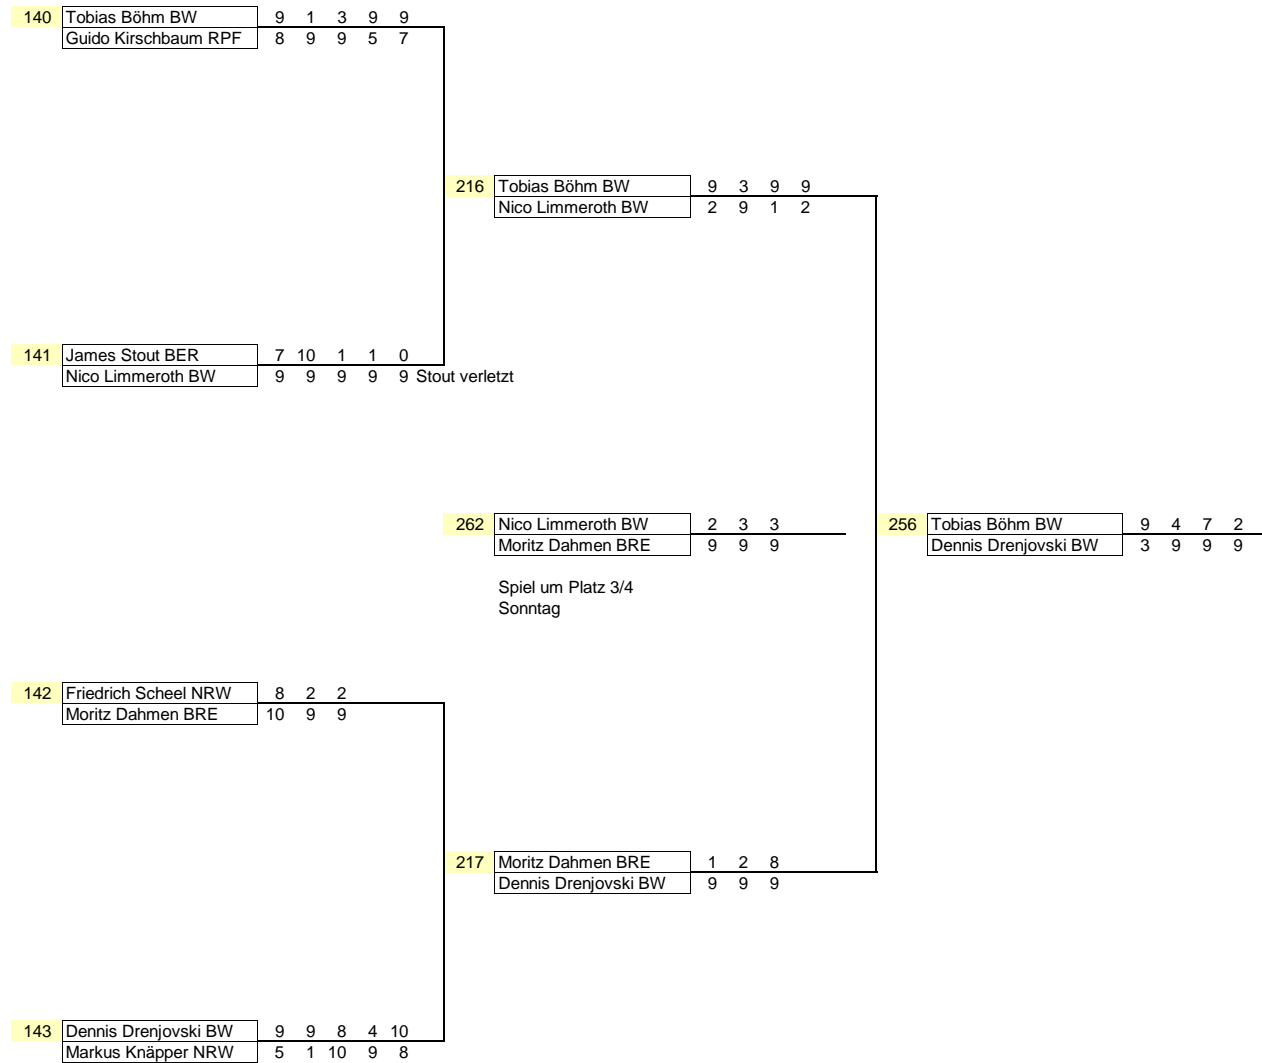 140 Tobias Böhm BW 9 1 3 9 9
Guido Kirschbaum RPF 8 9 9 5 7
216 Tobias Böhm BW 9 3 9 9
Nico Limmeroth BW 2 9 1 2
141 James Stout BER 7 10 1 1 0
Nico Limmeroth BW 9 9 9 9 9 Stout verletzt
262 Nico Limmeroth BW 2 3 3
Moritz Dahmen BRE 9 9 9
256 Tobias Böhm BW 9 4 7 2
Dennis Drenjovski BW 3 9 9 9
Spiel um Platz 3/4
Sonntag
142 Friedrich Scheel NRW 8 2 2
Moritz Dahmen BRE 10 9 9
217 Moritz Dahmen BRE 1 2 8
Dennis Drenjovski BW 9 9 9
143 Dennis Drenjovski BW 9 9 8 4 10
Markus Knäpper NRW 5 1 10 9 8